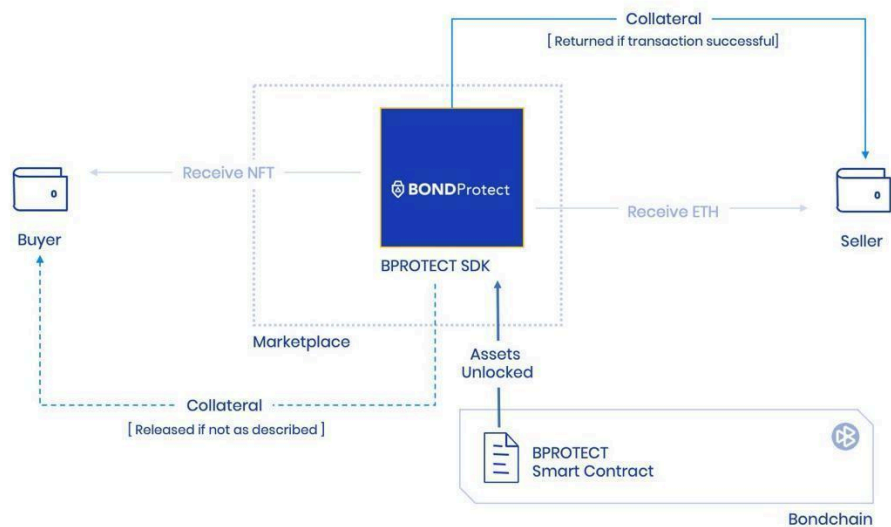 Collateral
[ Returned if transaction successful]
Receive NFT
BONDProtect
Receive ETH
Buyer
Seller
BPROTECT SDK
Marketplace
Assets
Unlocked
Collateral
[ Released if not as described ]
BPROTECT
Smart Contract
Bondchain